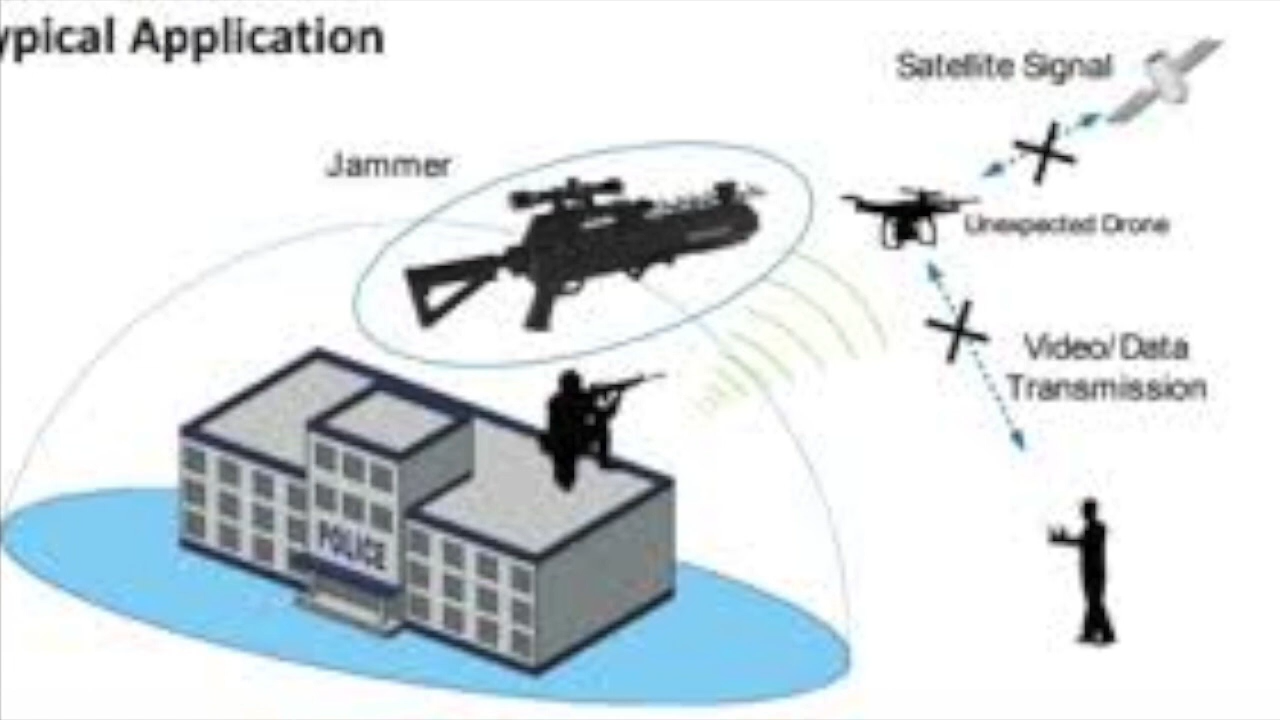 ypical Application
Satellite Signal
Jammer
Unexpected Drone
Video/Data
Transmission
POLICE